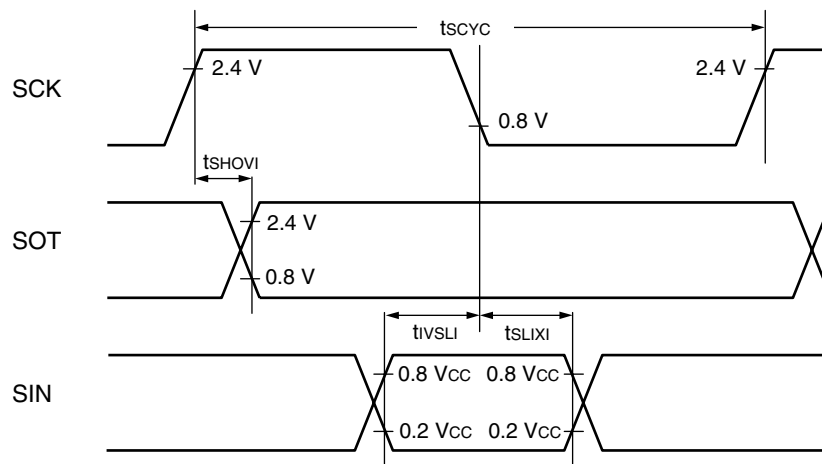 tSCYC
SCK
2.4 V
2.4 V
0.8 V
tSHOVI
SOT
2.4 V
0.8 V
tIVSLI
tSLIXI
SIN
0.8 VCC
0.8 VCC
0.2 VCC
0.2 VCC